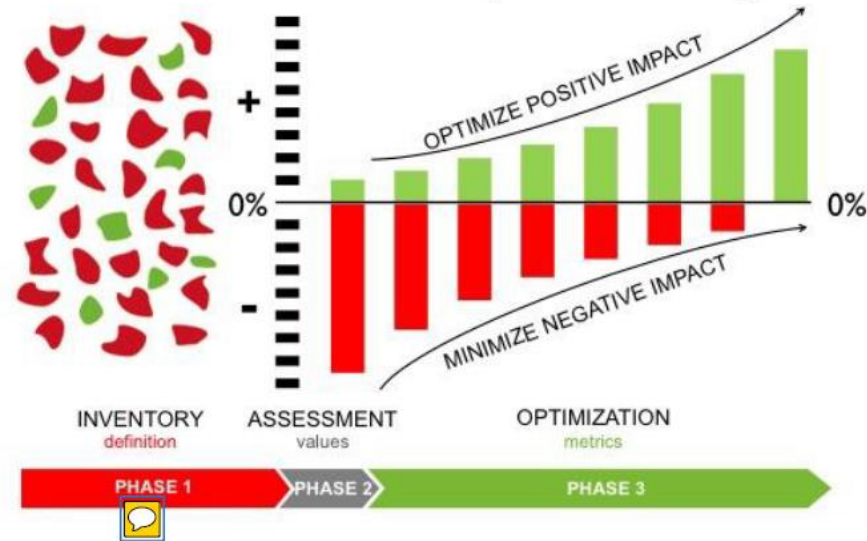 +
OPTIMIZE POSITIVE IMPACT
0%
0%
-
MINIMIZE NEGATIVE IMPACT
INVENTORY
definition
ASSESSMENT
values
OPTIMIZATION
metrics
PHASE 1
PHASE 2
PHASE 3